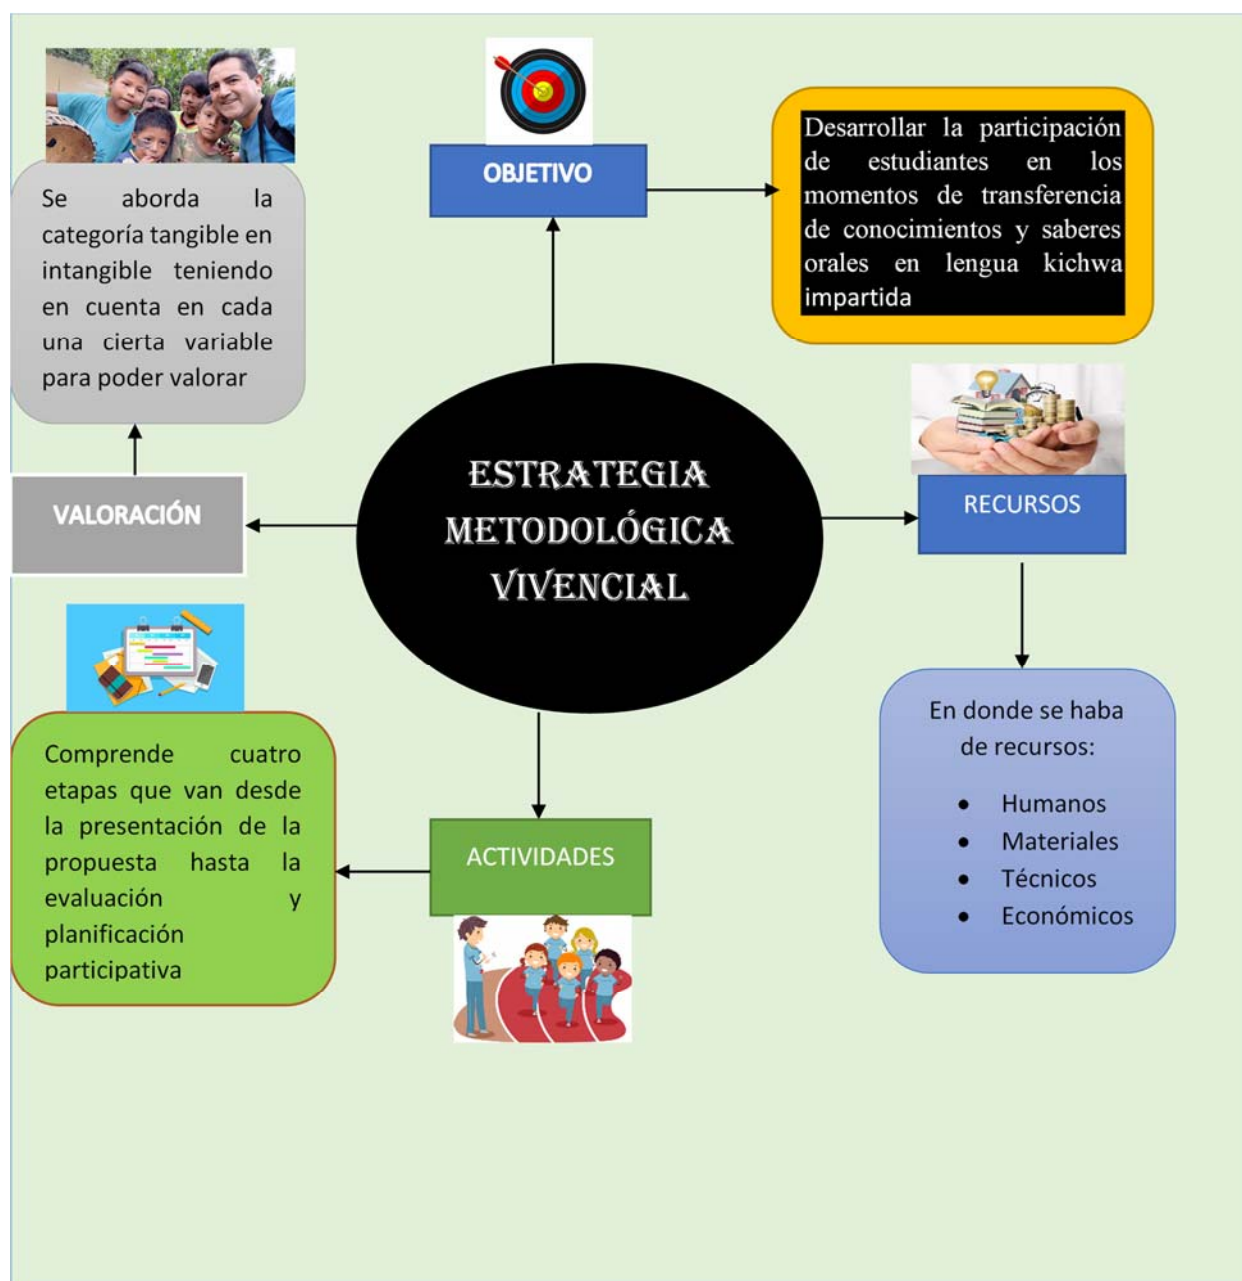 OBJETIVO
Desarrollar la participación
de estudiantes en los
momentos de transferencia
de conocimientos y saberes
orales en lengua kichwa
impartida
Se aborda la
categoría tangible en
intangible teniendo
en cuenta en cada
una cierta variable
para poder valorar
VALORACIÓN
ESTRATEGIA
METODOLÓGICA
VIVENCIAL
RECURSOS
En donde se haba
de recursos:
• Humanos
• Materiales
• Técnicos
• Económicos
Comprende cuatro
etapas que van desde
la presentación de la
propuesta hasta la
evaluación y
planificación
participativa
ACTIVIDADES